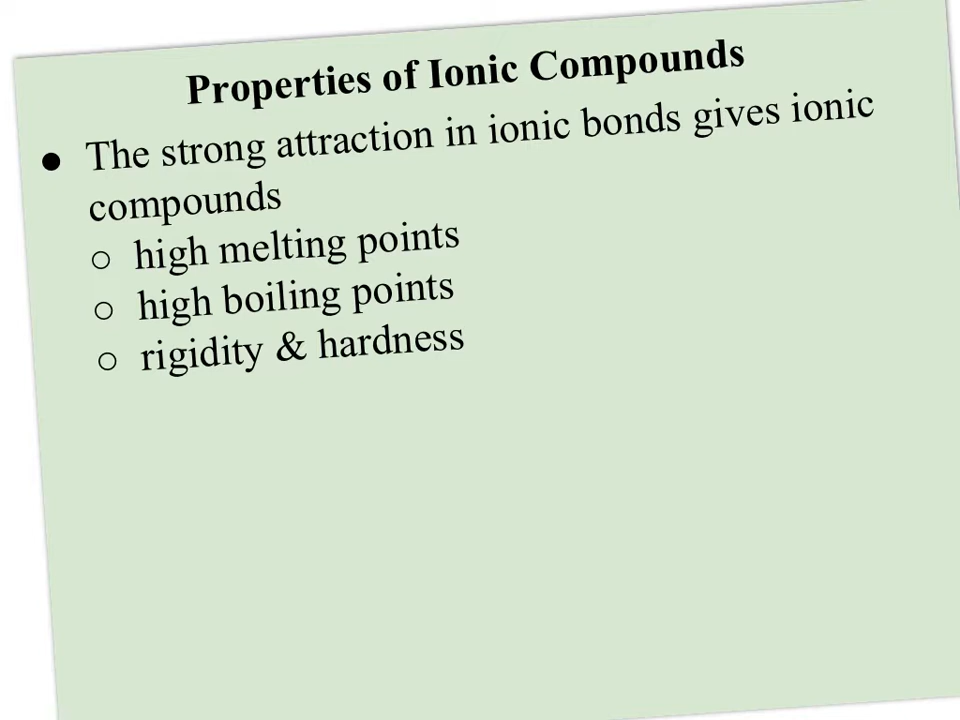 Properties of Ionic Compounds
● The strong attraction in ionic bonds gives ionic
compounds
○ high melting points
○ high boiling points
○ rigidity & hardness